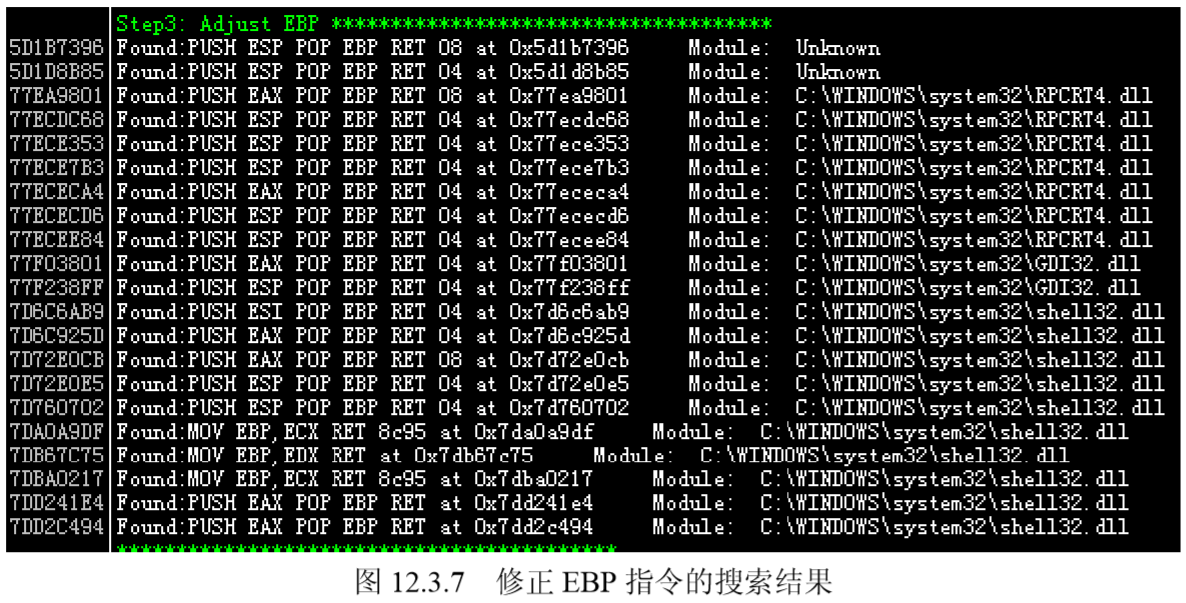 Step3: Adjust EBP *************************************
5D1B7396 Found:PUSH ESP POP EBP RET 08 at 0x5d1b7396 Module: Unknown
5D1D8B85 Found:PUSH ESP POP EBP RET 04 at 0x5d1d8b85 Module: Unknown
77EA9801 Found:PUSH EAX POP EBP RET 08 at 0x77ea9801 Module: C:\WINDOWS\system32\RPCRT4.dll
77ECDC68 Found:PUSH ESP POP EBP RET 04 at 0x77ecdc68 Module: C:\WINDOWS\system32\RPCRT4.dll
77ECE353 Found:PUSH ESP POP EBP RET 04 at 0x77ece353 Module: C:\WINDOWS\system32\RPCRT4.dll
77ECE7B3 Found:PUSH ESP POP EBP RET 04 at 0x77ece7b3 Module: C:\WINDOWS\system32\RPCRT4.dll
77ECECA4 Found:PUSH EAX POP EBP RET 04 at 0x77ececa4 Module: C:\WINDOWS\system32\RPCRT4.dll
77ECECD6 Found:PUSH ESP POP EBP RET 04 at 0x77ececd6 Module: C:\WINDOWS\system32\RPCRT4.dll
77ECEE84 Found:PUSH ESP POP EBP RET 04 at 0x77ecee84 Module: C:\WINDOWS\system32\RPCRT4.dll
77F03801 Found:PUSH EAX POP EBP RET 04 at 0x77f03801 Module: C:\WINDOWS\system32\GDI32.dll
77F238FF Found:PUSH ESP POP EBP RET 04 at 0x77f238ff Module: C:\WINDOWS\system32\GDI32.dll
7D6C6AB9 Found:PUSH ESI POP EBP RET 04 at 0x7d6c6ab9 Module: C:\WINDOWS\system32\shell32.dll
7D6C925D Found:PUSH EAX POP EBP RET 04 at 0x7d6c925d Module: C:\WINDOWS\system32\shell32.dll
7D72E0CB Found:PUSH EAX POP EBP RET 08 at 0x7d72e0cb Module: C:\WINDOWS\system32\shell32.dll
7D72E0E5 Found:PUSH ESP POP EBP RET 04 at 0x7d72e0e5 Module: C:\WINDOWS\system32\shell32.dll
7D760702 Found:PUSH ESP POP EBP RET 04 at 0x7d760702 Module: C:\WINDOWS\system32\shell32.dll
7DA0A9DF Found:MOV EBP,ECX RET 8c95 at 0x7da0a9df Module: C:\WINDOWS\system32\shell32.dll
7DB67C75 Found:MOV EBP,EDX RET at 0x7db67c75 Module: C:\WINDOWS\system32\shell32.dll
7DBA0217 Found:MOV EBP,ECX RET 8c95 at 0x7dba0217 Module: C:\WINDOWS\system32\shell32.dll
7DD241E4 Found:PUSH EAX POP EBP RET at 0x7dd241e4 Module: C:\WINDOWS\system32\shell32.dll
7DD2C494 Found:PUSH EAX POP EBP RET at 0x7dd2c494 Module: C:\WINDOWS\system32\shell32.dll
******************************************
图 12.3.7 修正 EBP 指令的搜索结果